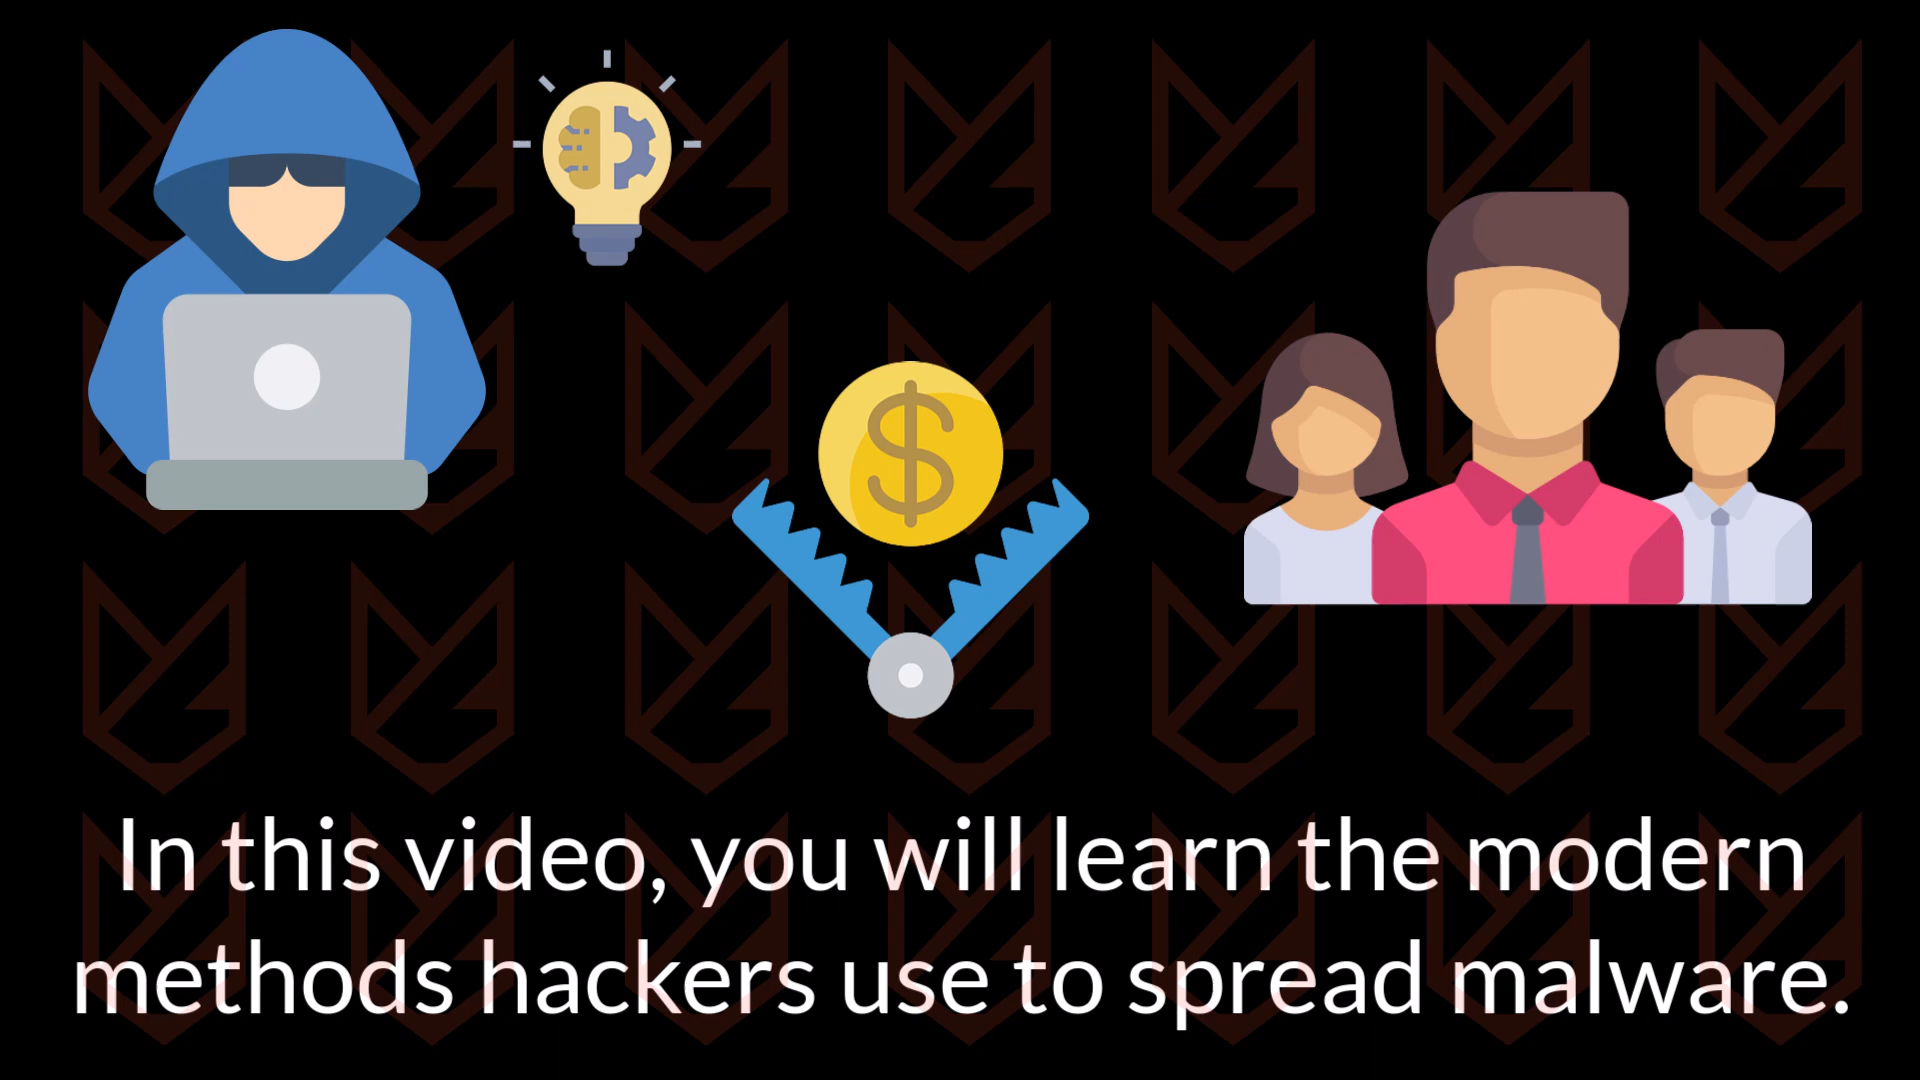 In this video, you will learn the modern
methods hackers use to spread malware.